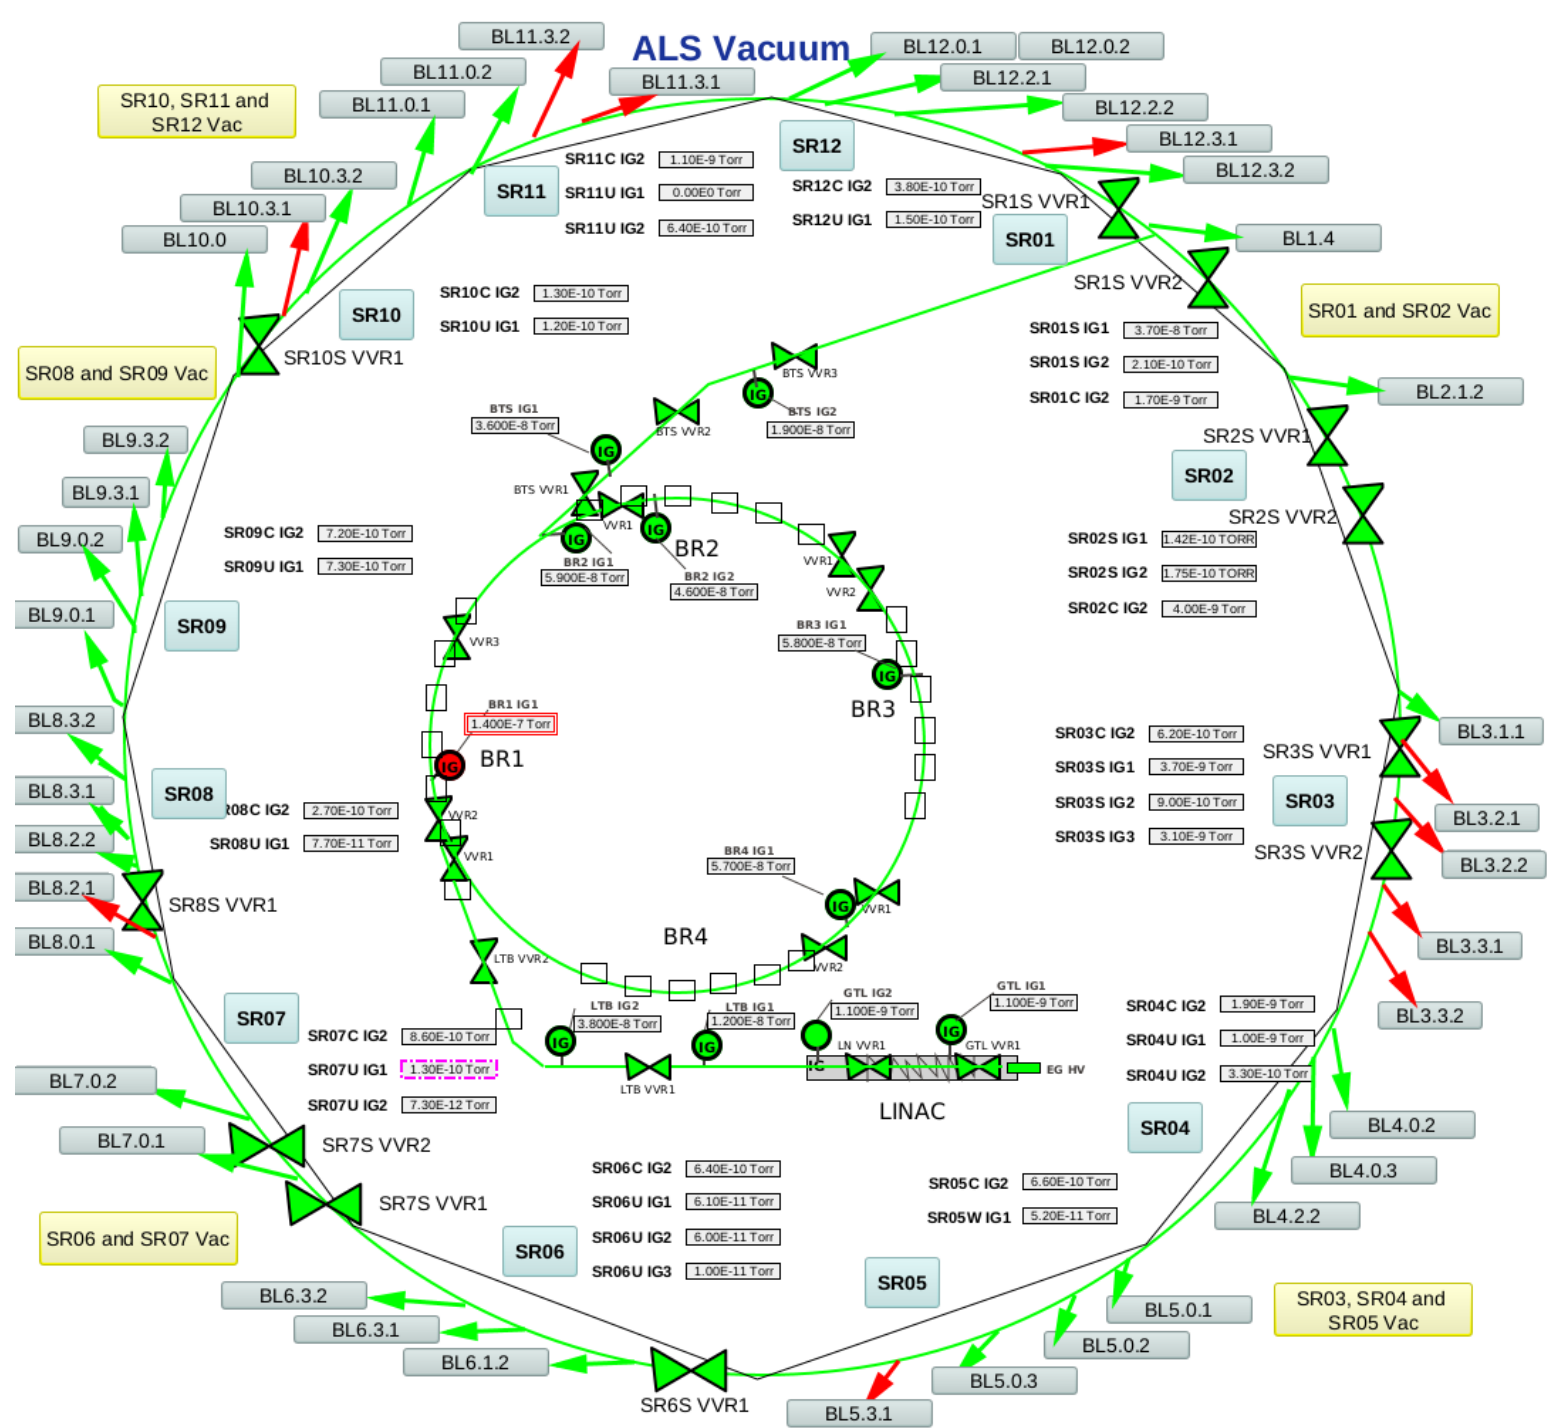 ALS Vacuum
BL11.3.2
BL11.0.2
BL11.3.1
BL11.0.1
BL12.0.1
BL12.0.2
BL12.2.1
BL12.2.2
BL12.3.1
BL12.3.2
SR10, SR11 and
SR12 Vac
BL10.3.2
BL10.3.1
BL10.0
SR11
SR11C IG2 1.10E-9 Torr
SR11U IG1 0.00E0 Torr
SR11U IG2 6.40E-10 Torr
SR12
SR12C IG2 3.80E-10 Torr
SR12U IG1 1.50E-10 Torr
SR1S VVR1
SR01
BL1.4
SR1S VVR2
SR01 and SR02 Vac
SR10
SR10C IG2 1.30E-10 Torr
SR10U IG1 1.20E-10 Torr
SR10S VVR1
SR01S IG1 3.70E-8 Torr
SR01S IG2 2.10E-10 Torr
SR01C IG2 1.70E-9 Torr
SR08 and SR09 Vac
BL2.1.2
BTS VVR3
IG
BTS IG2
1.900E-8 Torr
BTS VVR2
BTS IG1
3.600E-8 Torr
IG
BTS VVR1
SR2S VVR1
SR02
SR2S VVR2
BL9.3.2
BL9.3.1
BL9.0.2
SR09C IG2 7.20E-10 Torr
SR09U IG1 7.30E-10 Torr
VVR1
IG
BR2
IG
BR2 IG1
5.900E-8 Torr
BR2 IG2
4.600E-8 Torr
VVR1
VVR2
SR02S IG1 1.42E-10 TORR
SR02S IG2 1.75E-10 TORR
SR02C IG2 4.00E-9 Torr
BL9.0.1
SR09
VVR3
BR3 IG1
5.800E-8 Torr
IG
BR3
BR1 IG1
1.400E-7 Torr
IG
BR1
BL8.3.2
SR03C IG2 6.20E-10 Torr
SR03S IG1 3.70E-9 Torr
SR03S IG2 9.00E-10 Torr
SR03S IG3 3.10E-9 Torr
BL3.1.1
SR3S VVR1
SR03
BL3.2.1
SR3S VVR2
BL3.2.2
BL8.3.1
SR08
R08C IG2 2.70E-10 Torr
SR08U IG1 7.70E-11 Torr
VVR2
VVR1
BL8.2.2
BL8.2.1
SR8S VVR1
BL8.0.1
BR4 IG1
5.700E-8 Torr
IG
VVR1
BR4
VVR2
LTB VVR2
BL3.3.1
BL3.3.2
SR07
SR07C IG2 8.60E-10 Torr
SR07U IG1 1.30E-10 Torr
SR07U IG2 7.30E-12 Torr
LTB IG2
3.800E-8 Torr
IG
LTB IG1
1.200E-8 Torr
IG
GTL IG2
1.100E-9 Torr
GTL IG1
1.100E-9 Torr
IG
LN VVR1
GTL VVR1
IG
EG HV
LTB VVR1
LINAC
SR04C IG2 1.90E-9 Torr
SR04U IG1 1.00E-9 Torr
SR04U IG2 3.30E-10 Torr
SR04
BL4.0.2
BL4.0.3
BL4.2.2
BL7.0.2
BL7.0.1
SR7S VVR2
SR7S VVR1
SR06 and SR07 Vac
SR06
SR06C IG2 6.40E-10 Torr
SR06U IG1 6.10E-11 Torr
SR06U IG2 6.00E-11 Torr
SR06U IG3 1.00E-11 Torr
SR05C IG2 6.60E-10 Torr
SR05W IG1 5.20E-11 Torr
SR05
SR03, SR04 and
SR05 Vac
BL6.3.2
BL6.3.1
BL6.1.2
SR6S VVR1
BL5.0.1
BL5.0.2
BL5.0.3
BL5.3.1